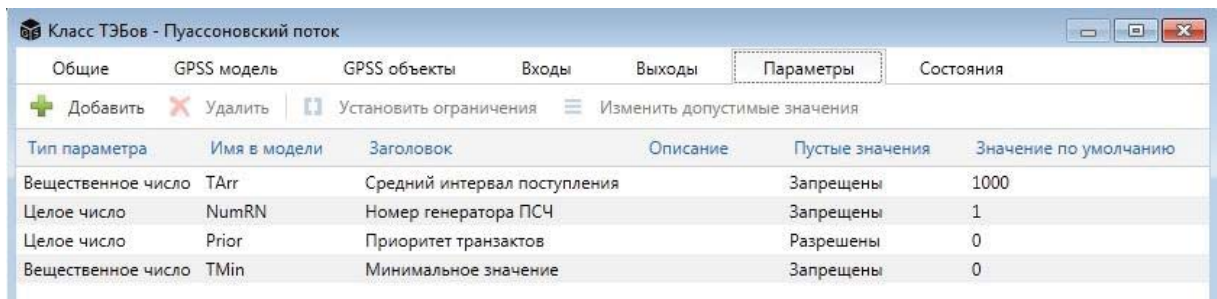 Класс ТЭБов - Пуассоновский поток
Общие GPSS модель GPSS объекты Входы Выходы Параметры Состояния
Добавить Удалить Установить ограничения Изменить допустимые значения
Тип параметра Имя в модели Заголовок Описание Пустые значения Значение по умолчанию
Вещественное число TArr Средний интервал поступления Запрещены 1000
Целое число NumRN Номер генератора ПСЧ Запрещены 1
Целое число Prior Приоритет транзактов Разрешены 0
Вещественное число TMin Минимальное значение Запрещены 0